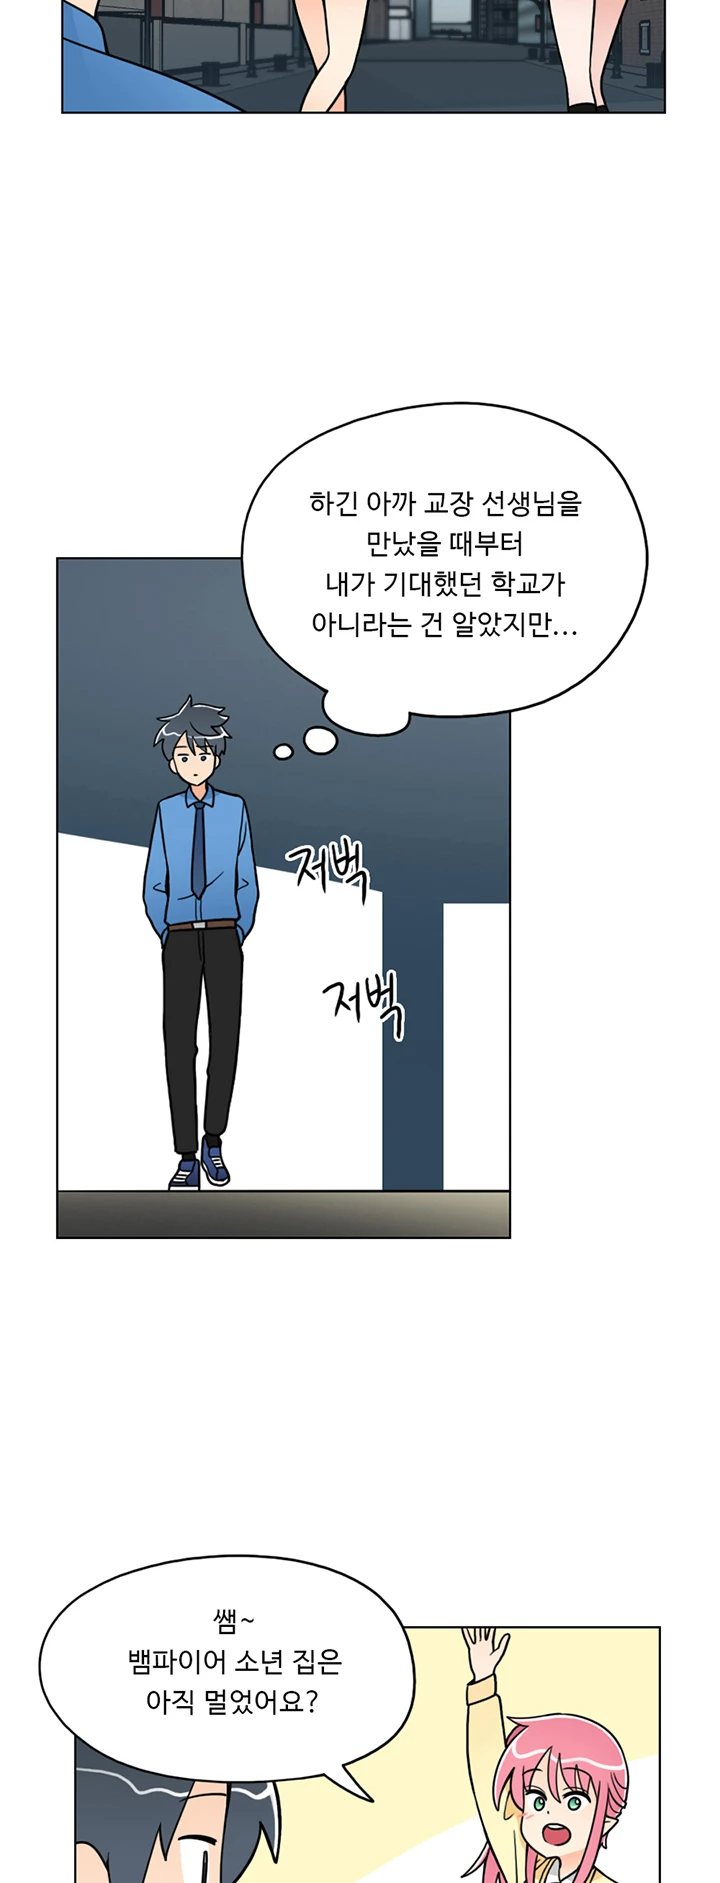 하긴 아까 교장 선생님을
만났을 때부터
내가 기대했던 학교가
아니라는 건 알았지만...
저벅
저벅
쌤~
뱀파이어 소년 집은
아직 멀었어요?